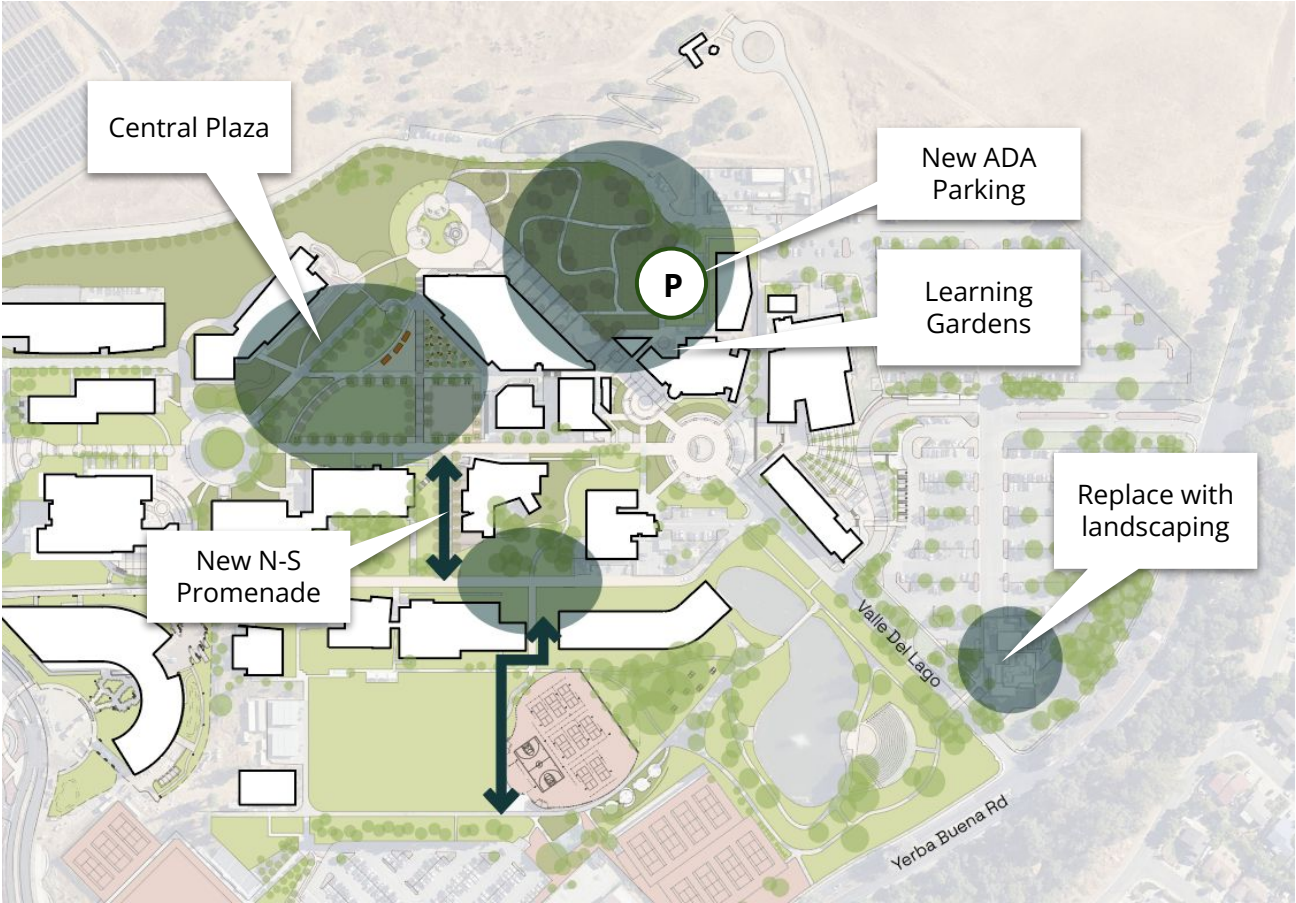 Central Plaza
New ADA
Parking
P
Learning
Gardens
Replace with
landscaping
New N-S
Promenade
Valle Del Lago
Yerba Buena Rd